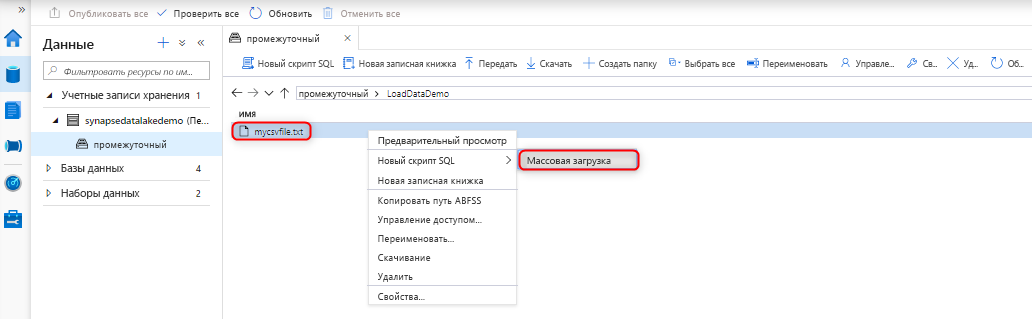 »
Опубликовать все Проверить все Обновить Отменить все
Данные
промежуточный
Фильтровать ресурсы по им...
Новый скрипт SQL Новая записная книжка Передать Скачать Создать папку Выбрать все Переименовать Управле... Св... Уд... Об...
Учетные записи хранения 1
промежуточный > LoadDataDemo
synapsedatalakedemo (Пе...
имя
mycsvfile.txt
промежуточный
Предварительный просмотр
Новый скрипт SQL
Массовая загрузка
Базы данных 4
Новая записная книжка
Наборы данных 2
Копировать путь ABFSS
Управление доступом...
Переименовать...
Скачивание
Удалить
Свойства...